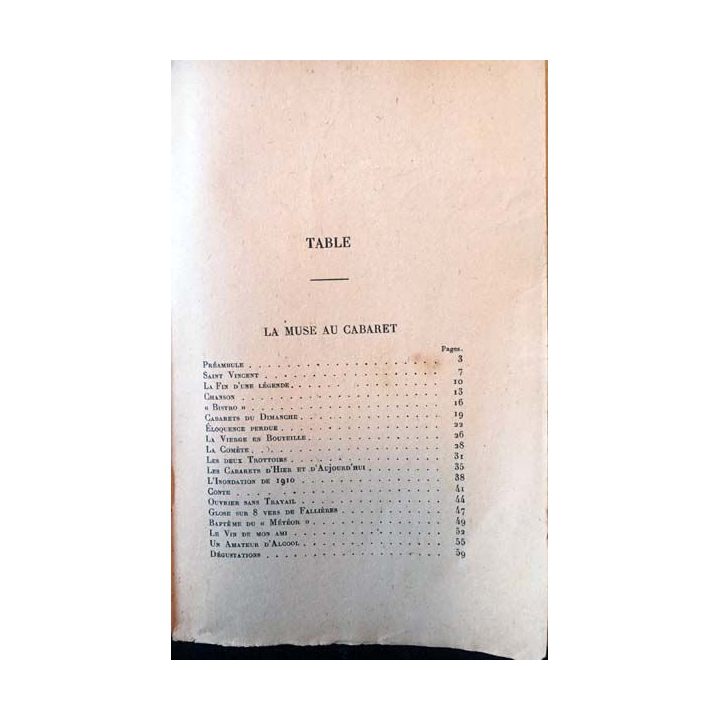 TABLE
LA MUSE AU CABARET
Pages.
PRÉAMBULE . . . . . . . . . . . . . . 3
SAINT VINCENT . . . . . . . . . . . . . 7
LA FIN D'UNE LÉGENDE . . . . . . . . . . . 10
CHANSON . . . . . . . . . . . . . . 13
« BISTRO » . . . . . . . . . . . . . . 16
CABARETS DU DIMANCHE . . . . . . . . . . 19
ÉLOQUENCE PERDUE . . . . . . . . . . . . 22
LA VIERGE EN BOUTEILLE . . . . . . . . . . 26
LA COMÈTE . . . . . . . . . . . . . . 28
LES DEUX TROTTOIRS . . . . . . . . . . . 31
LES CABARETS D'HIER ET D'AUJOURD'HUI . . . . . . 35
L'INONDATION DE 1910 . . . . . . . . . . . 38
CONTE . . . . . . . . . . . . . . . 41
OUVRIER SANS TRAVAIL . . . . . . . . . . . 44
GLOSE SUR 8 VERS DE FALLIÈRES . . . . . . . . 47
BAPTÊME DU « MÉTÉOR » . . . . . . . . . . 49
LE VIN DE MON AMI . . . . . . . . . . . . 52
UN AMATEUR D'ALCOOL . . . . . . . . . . . 55
DÉGUSTATIONS . . . . . . . . . . . . . 59